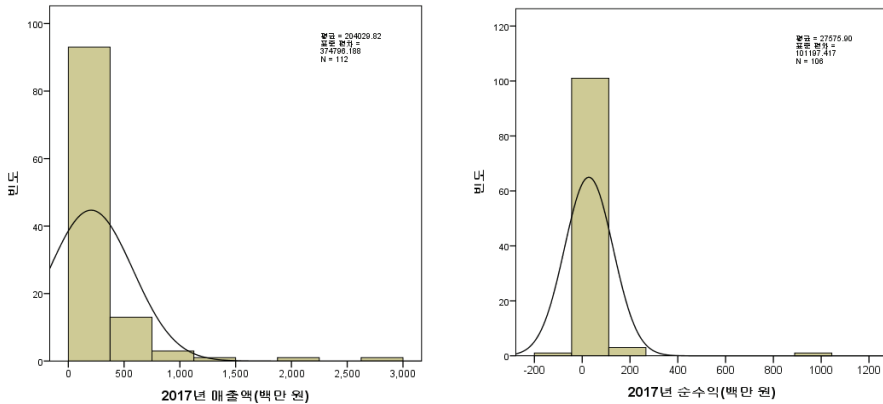 100
80
60
40
20
0
빈도
평균 = 204029.82
표준 편차 =
374796.188
N = 112
0 500 1,000 1,500 2,000 2,500 3,000
2017년 매출액(백만 원)
120
100
80
60
40
20
0
빈도
평균 = 27575.90
표준 편차 =
101197.417
N = 106
-200 0 200 400 600 800 1000 1200
2017년 순수익(백만 원)